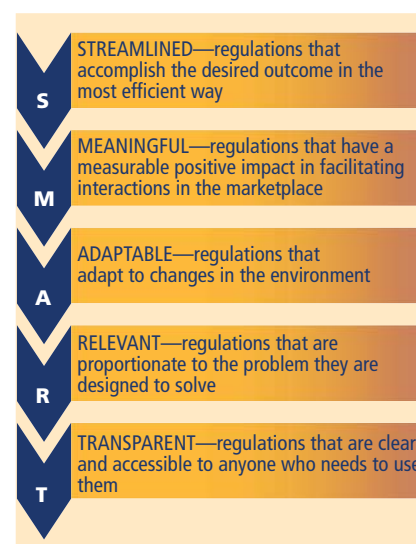 S
STREAMLINED—regulations that
accomplish the desired outcome in the
most efficient way
M
MEANINGFUL—regulations that have a
measurable positive impact in facilitating
interactions in the marketplace
A
ADAPTABLE—regulations that
adapt to changes in the environment
R
RELEVANT—regulations that are
proportionate to the problem they are
designed to solve
T
TRANSPARENT—regulations that are clear
and accessible to anyone who needs to use
them